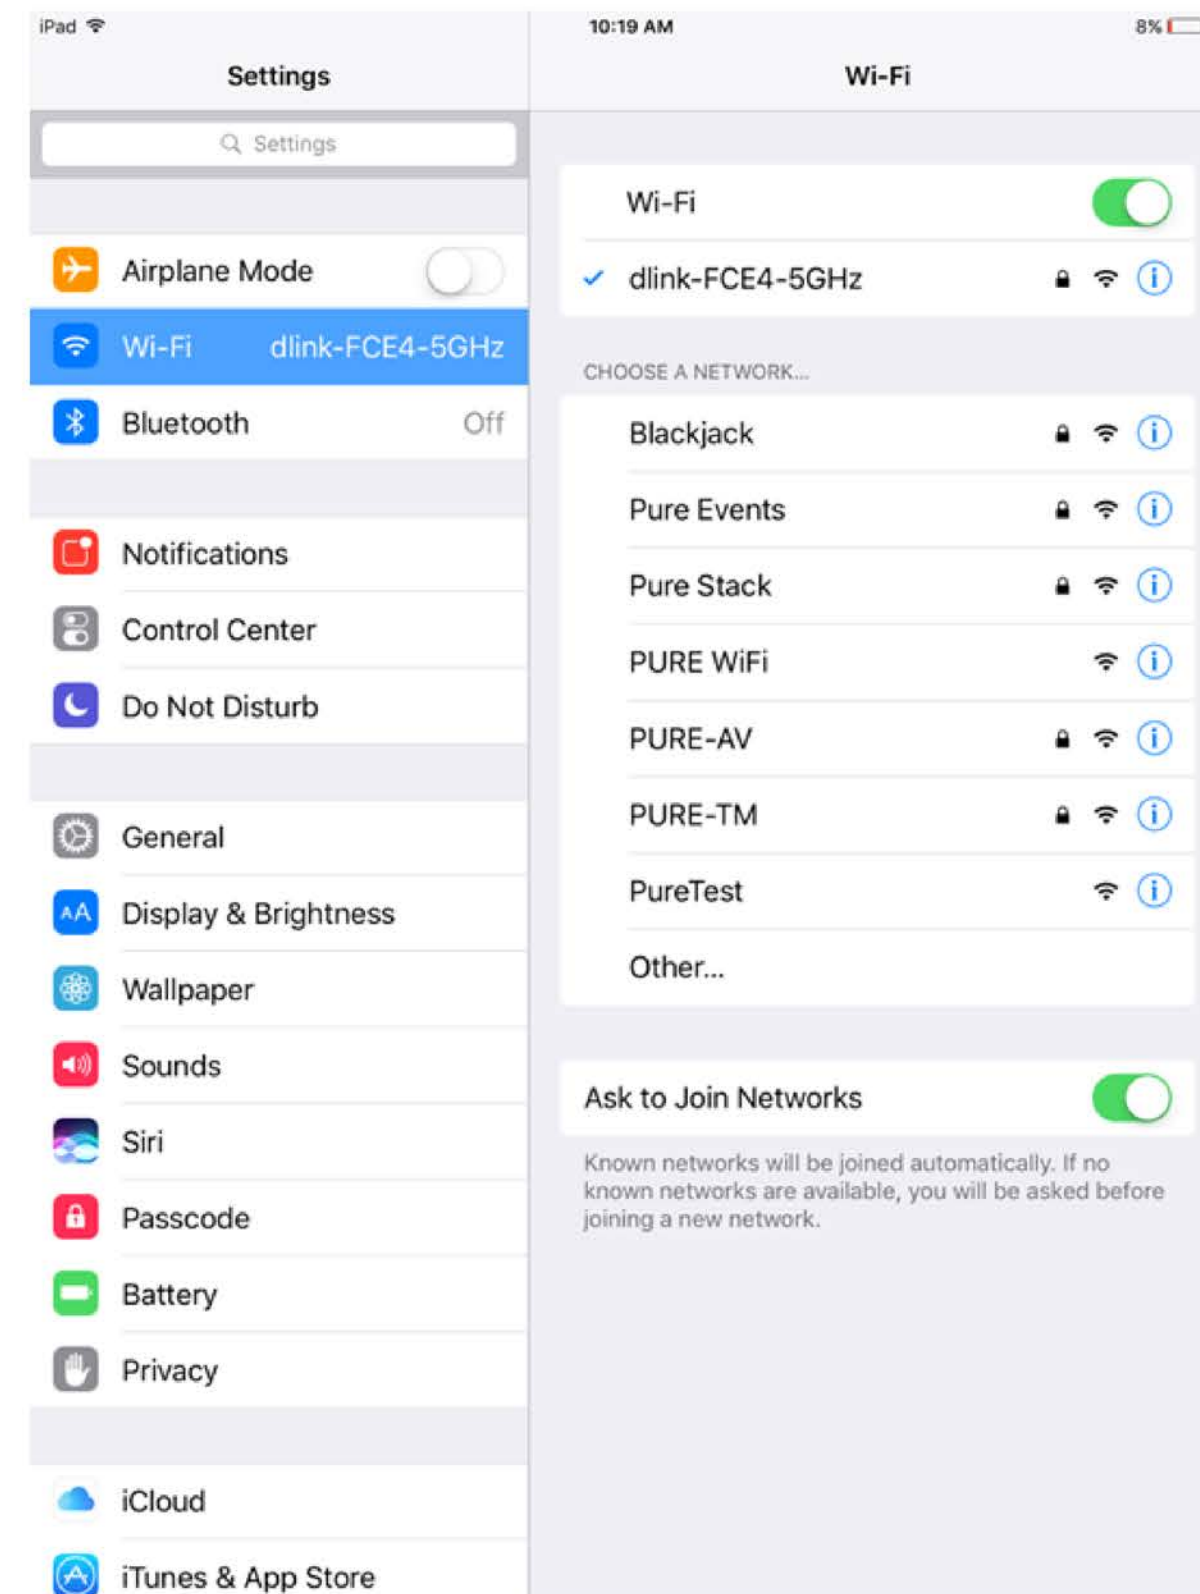 iPad
10:19 AM
8%
Settings
Wi-Fi
Settings
Airplane Mode
Wi-Fi dlink-FCE4-5GHz
Bluetooth Off
Notifications
Control Center
Do Not Disturb
General
AA Display & Brightness
Wallpaper
Sounds
Siri
Passcode
Battery
Privacy
iCloud
iTunes & App Store
Wi-Fi
dlink-FCE4-5GHz
CHOOSE A NETWORK...
Blackjack
Pure Events
Pure Stack
PURE WiFi
PURE-AV
PURE-TM
PureTest
Other...
Ask to Join Networks
Known networks will be joined automatically. If no
known networks are available, you will be asked before
joining a new network.